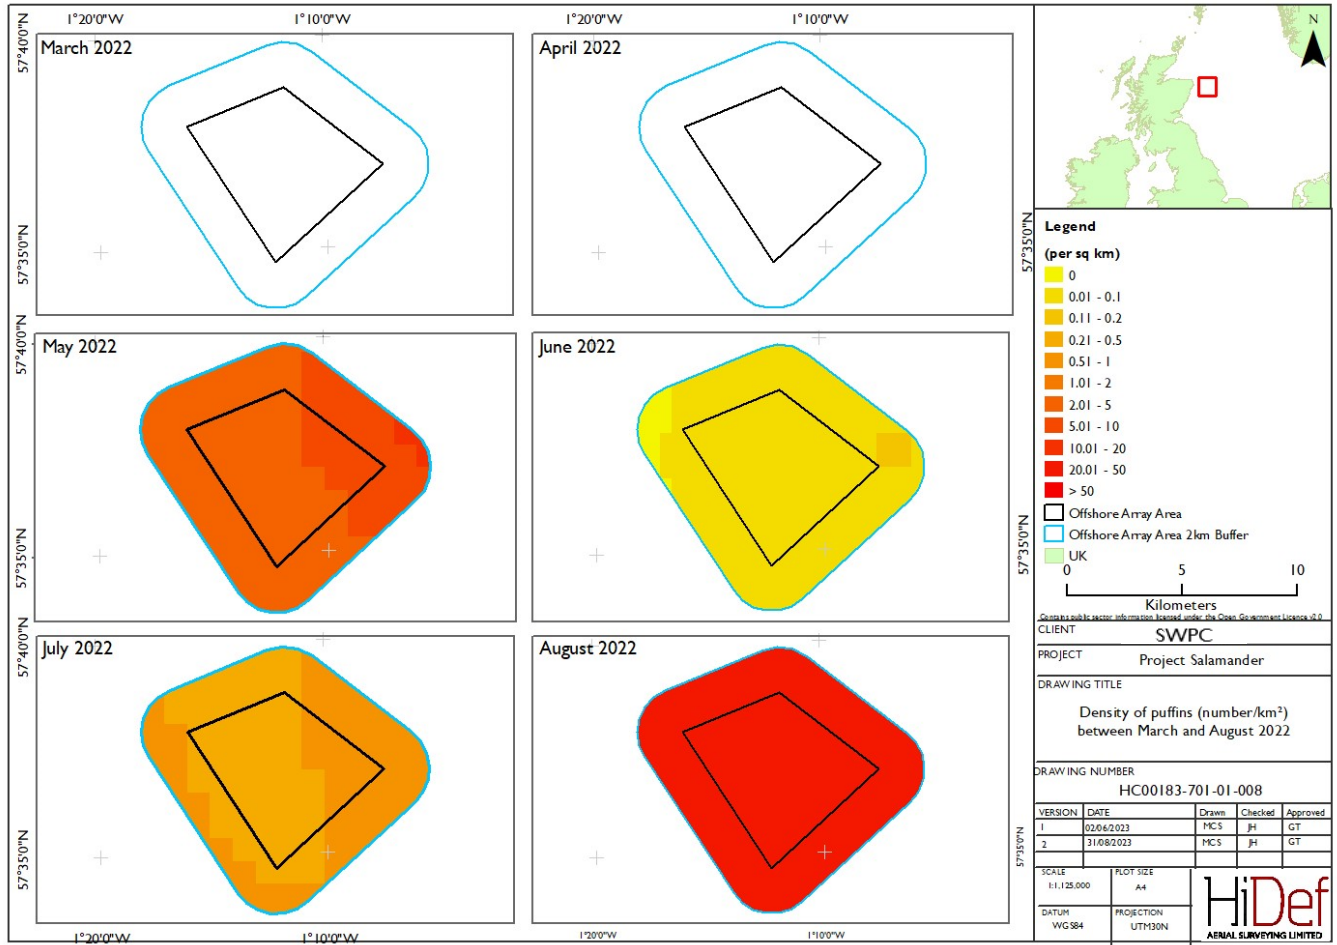 1°20'0"W 1°10'0"W 1°20'0"W 1°10'0"W
57°40'0"N
March 2022
April 2022
57°35'0"N
57°35'0"N
57°40'0"N
May 2022
June 2022
57°35'0"N
57°35'0"N
57°40'0"N
July 2022
August 2022
57°35'0"N
57°35'0"N
1°20'0"W 1°10'0"W 1°20'0"W 1°10'0"W
N
Legend
(per sq km)
0
0.01 - 0.1
0.11 - 0.2
0.21 - 0.5
0.51 - 1
1.01 - 2
2.01 - 5
5.01 - 10
10.01 - 20
20.01 - 50
> 50
Offshore Array Area
Offshore Array Area 2km Buffer
UK
0 5 10
Kilometers
Contains public sector information licensed under the Open Government Licence v2.0
CLIENT
SWPC
PROJECT
Project Salamander
DRAWING TITLE
Density of puffins (number/km²)
between March and August 2022
DRAWING NUMBER
HC00183-701-01-008
VERSION DATE Drawn Checked Approved
1 02/06/2023 MCS JH GT
2 31/08/2023 MCS JH GT
SCALE
1:1,125,000
PLOT SIZE
A4
DATUM
WGS84
PROJECTION
UTM30N
HiDef
AERIAL SURVEYING LIMITED